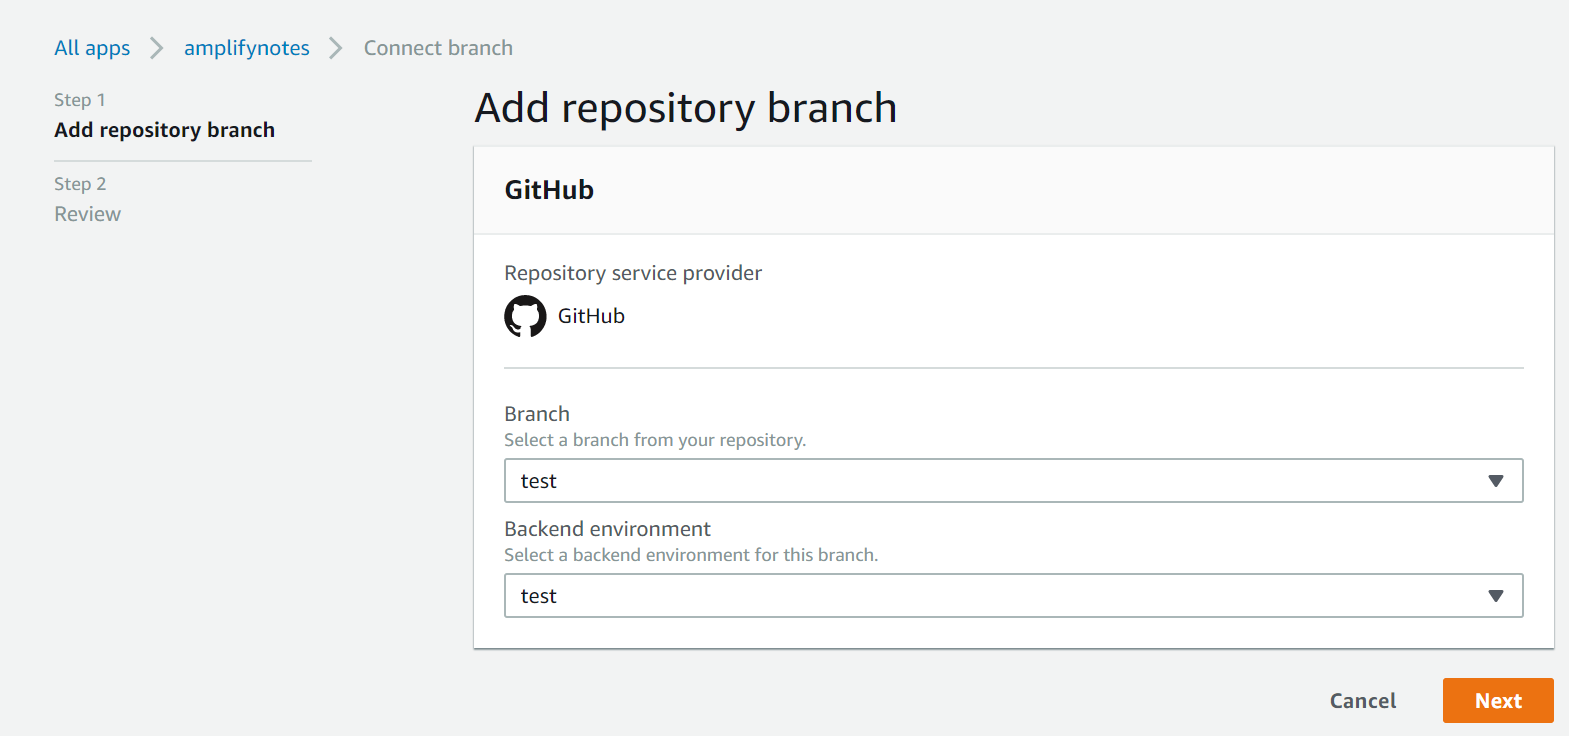 All apps
amplifynotes
Connect branch
Step 1
Add repository branch
Step 2
Review
Add repository branch
GitHub
Repository service provider
GitHub
Branch
Select a branch from your repository.
test
Backend environment
Select a backend environment for this branch.
test
Cancel
Next